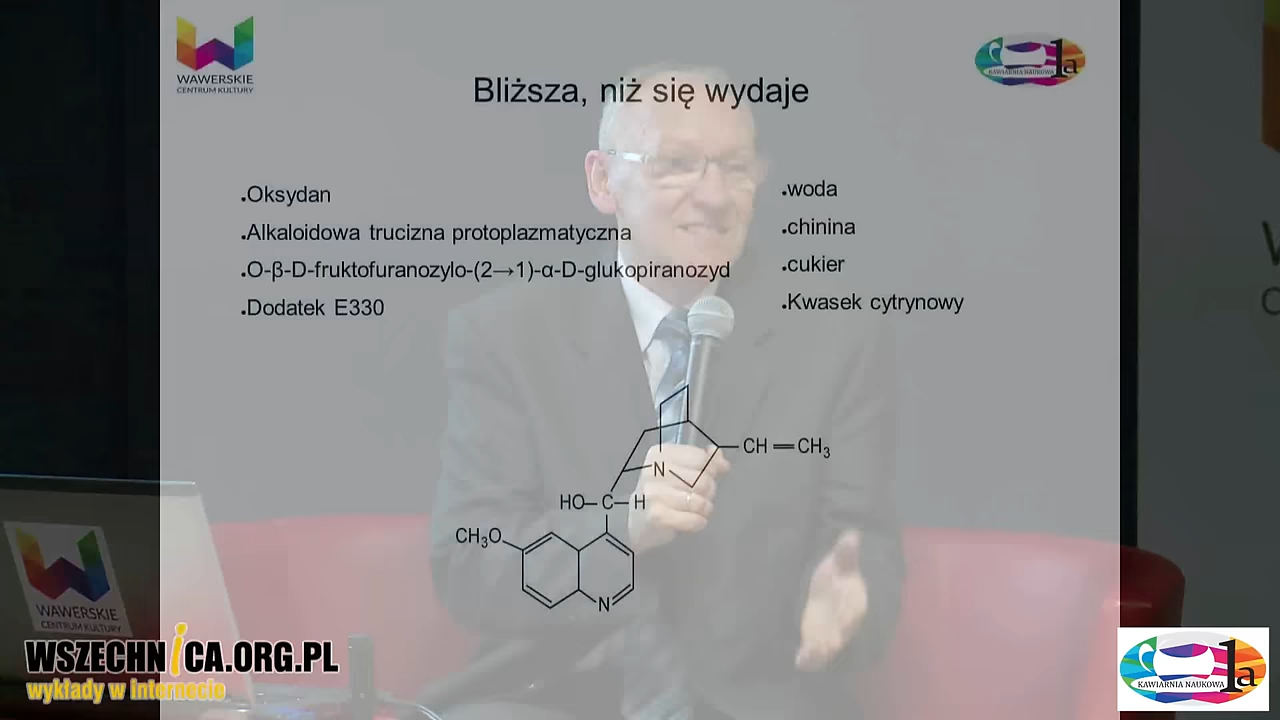 WAWERSKIE
CENTRUM KULTURY
KAWIARNIA NAUKOWA 1a
Bliższa, niż się wydaje
.Oksydan
.Alkaloidowa trucizna protoplazmatyczna
.O-β-D-fruktofuranozylo-(2→1)-α-D-glukopiranozyd
.Dodatek E330
.woda
.chinina
.cukier
.Kwasek cytrynowy
CH=CH3
N
HO-C-H
CH3O
N
WAWERSKIE
CENTRUM KULTURY
WSZECHNICA.ORG.PL
wykłady w internecie
KAWIARNIA NAUKOWA 1a